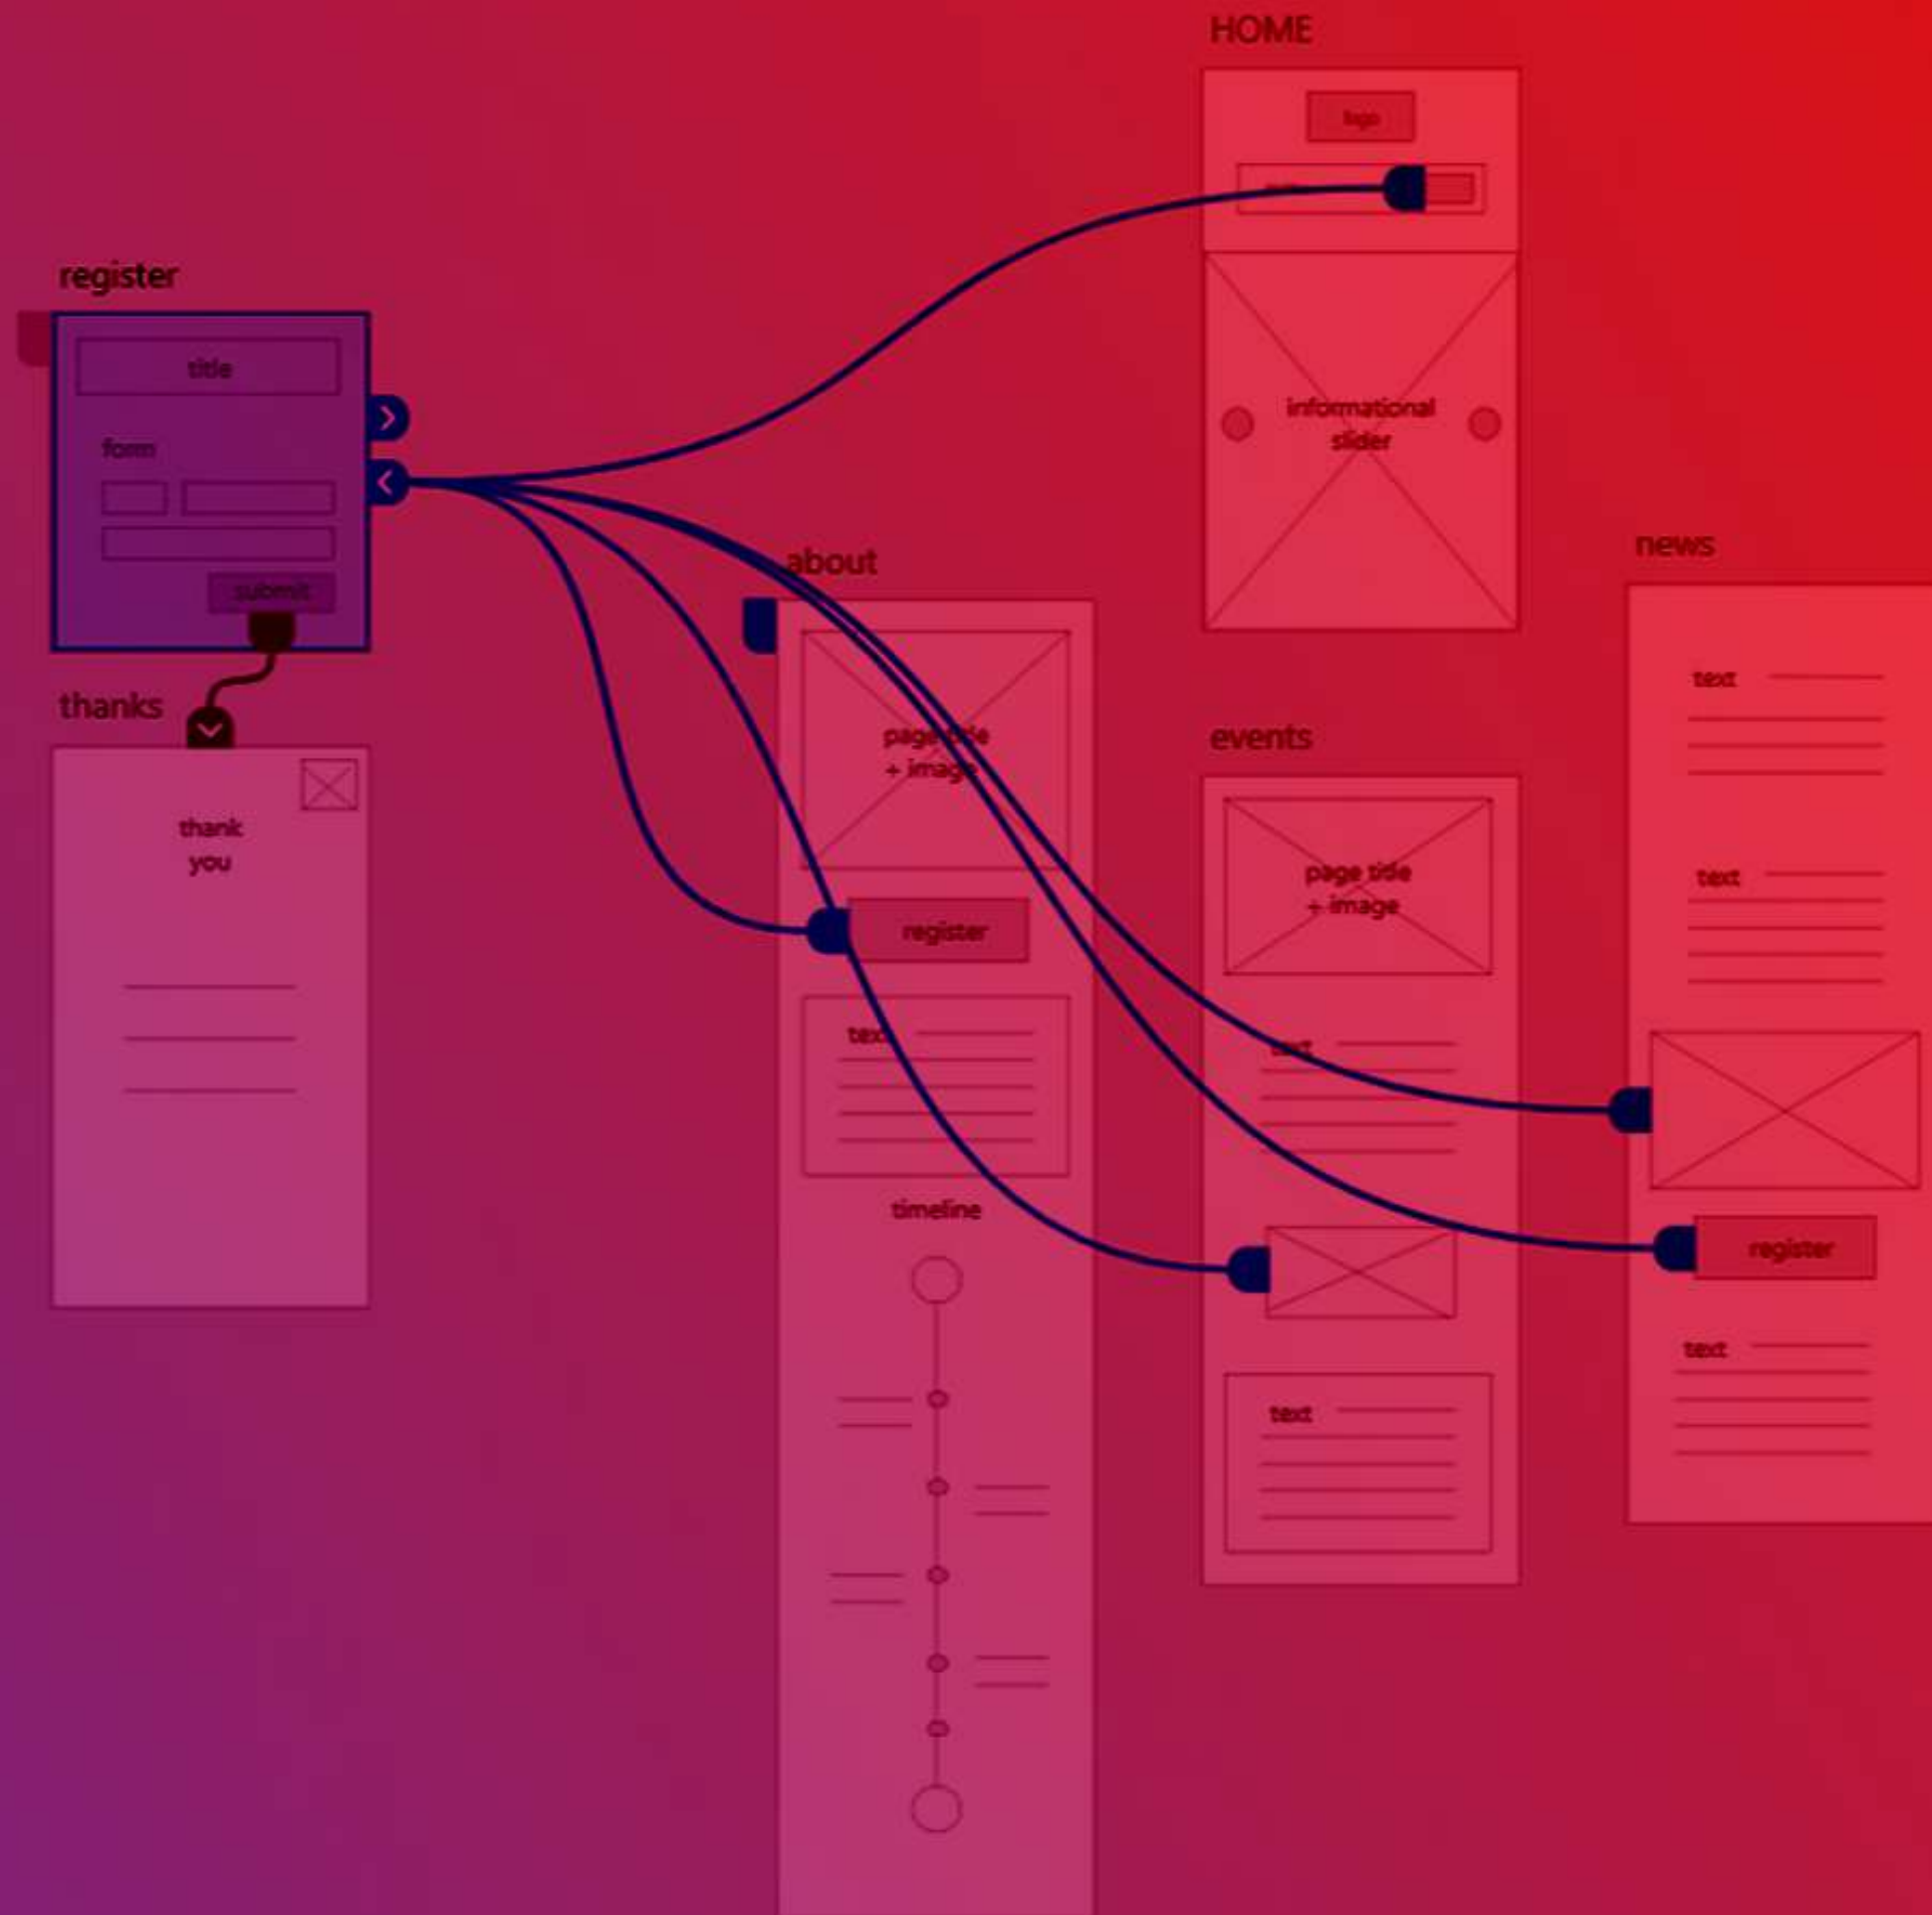 HOME
logo
informational
slider
register
title
form
submit
thanks
thank
you
about
page title
+ image
register
text
timeline
events
page title
+ image
text
text
news
text
text
register
text